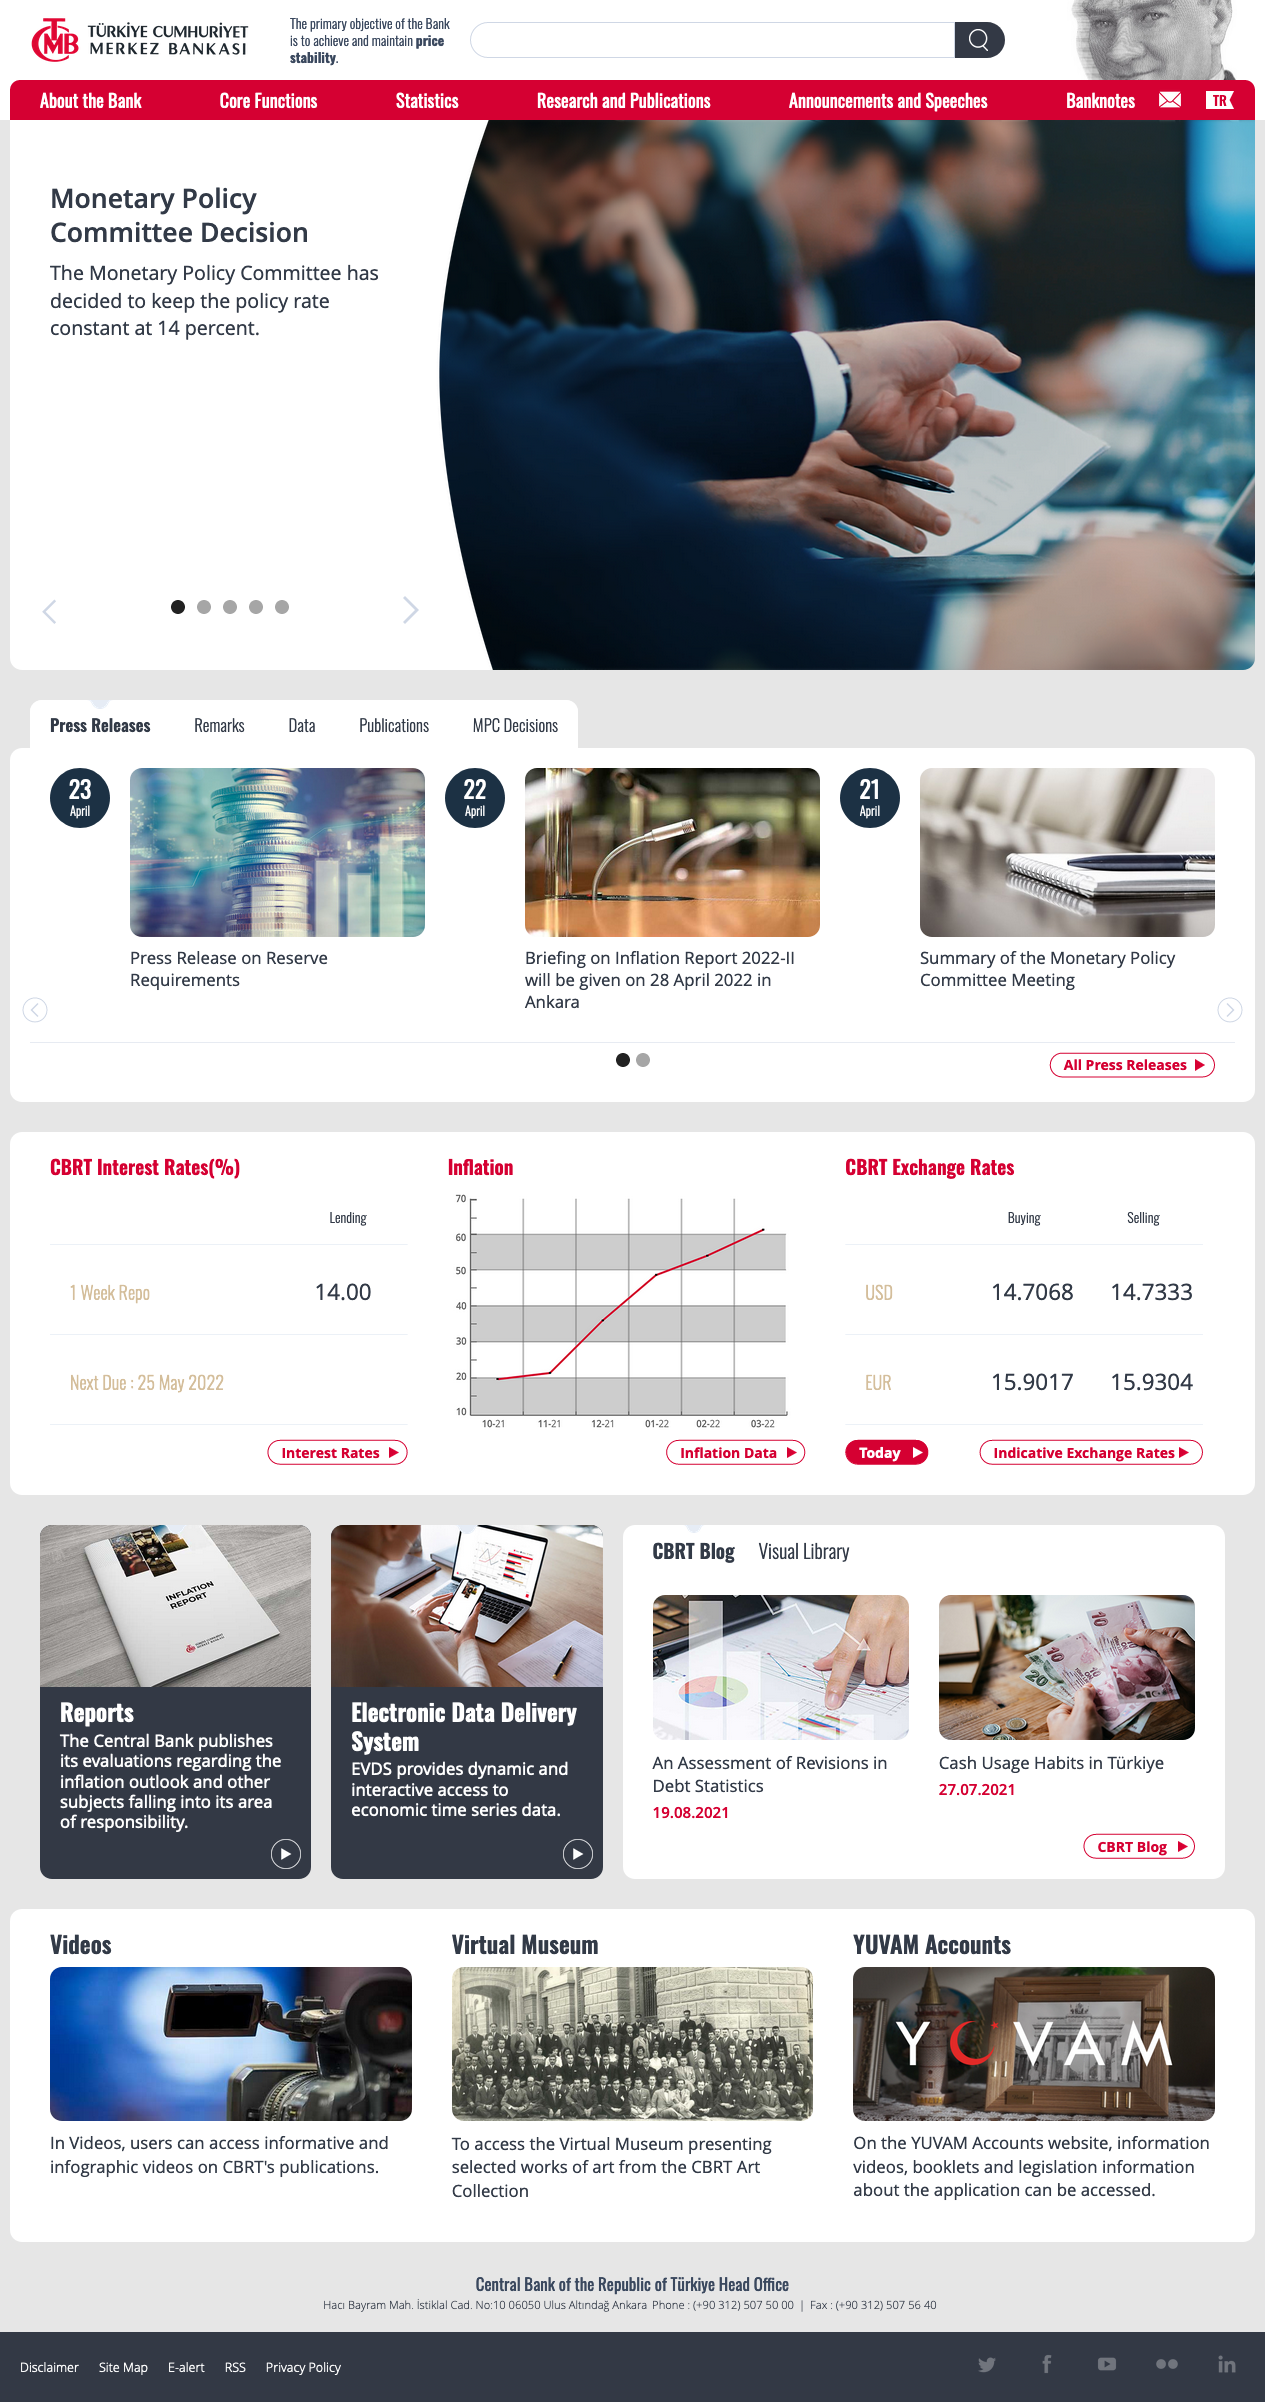 TÜRKİYE CUMHURİYET
MERKEZ BANKASI
The primary objective of the Bank
is to achieve and maintain price
stability.
About the Bank
Core Functions
Statistics
Research and Publications
Announcements and Speeches
Banknotes
TR
Monetary Policy
Committee Decision
The Monetary Policy Committee has
decided to keep the policy rate
constant at 14 percent.
Press Releases
Remarks
Data
Publications
MPC Decisions
23
April
Press Release on Reserve
Requirements
22
April
Briefing on Inflation Report 2022-II
will be given on 28 April 2022 in
Ankara
21
April
Summary of the Monetary Policy
Committee Meeting
All Press Releases
CBRT Interest Rates(%)
Lending
1 Week Repo 14.00
Next Due : 25 May 2022
Interest Rates
Inflation
70
60
50
40
30
20
10
10-21 11-21 12-21 01-22 02-22 03-22
Inflation Data
CBRT Exchange Rates
Buying Selling
USD 14.7068 14.7333
EUR 15.9017 15.9304
Today
Indicative Exchange Rates
INFLATION
REPORT
Reports
The Central Bank publishes
its evaluations regarding the
inflation outlook and other
subjects falling into its area
of responsibility.
Electronic Data Delivery
System
EVDS provides dynamic and
interactive access to
economic time series data.
CBRT Blog
Visual Library
An Assessment of Revisions in
Debt Statistics
19.08.2021
10
10
20
Cash Usage Habits in Türkiye
27.07.2021
CBRT Blog
Videos
In Videos, users can access informative and
infographic videos on CBRT's publications.
Virtual Museum
To access the Virtual Museum presenting
selected works of art from the CBRT Art
Collection
YUVAM Accounts
YUVAM
On the YUVAM Accounts website, information
videos, booklets and legislation information
about the application can be accessed.
Central Bank of the Republic of Türkiye Head Office
Hacı Bayram Mah. İstiklal Cad. No:10 06050 Ulus Altındağ Ankara Phone : (+90 312) 507 50 00 | Fax : (+90 312) 507 56 40
Disclaimer
Site Map
E-alert
RSS
Privacy Policy